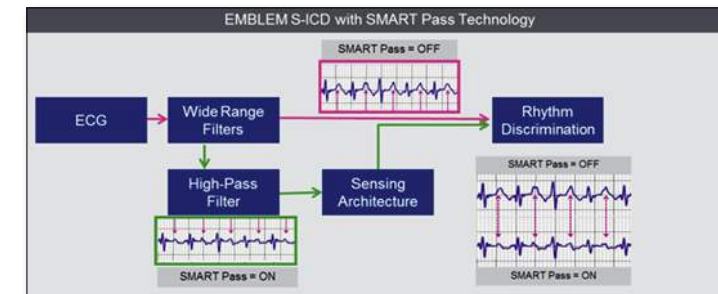 EMBLEM S-ICD with SMART Pass Technology
SMART Pass = OFF
ECG
Wide Range
Filters
Rhythm
Discrimination
High-Pass
Filter
Sensing
Architecture
SMART Pass = ON
SMART Pass = OFF
SMART Pass = ON